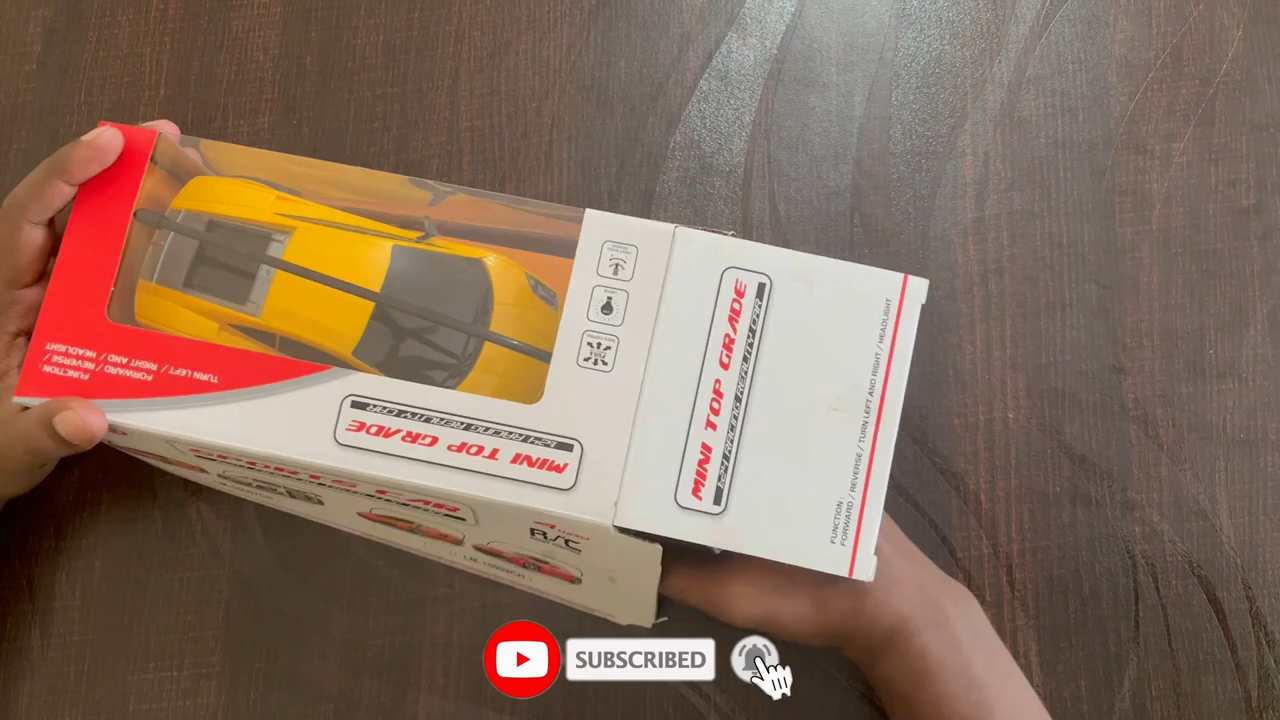 MINI TOP GRADE
1:24 RACING REALITY CAR
FUNCTION:
FORWARD / REVERSE / TURN LEFT AND RIGHT / HEADLIGHT
MINI TOP GRADE
1:24 RACING REALITY CAR
FUNCTION:
FORWARD / REVERSE /
TURN LEFT / RIGHT AND HEADLIGHT
FULL
SPORTS CAR
R/C
SUBSCRIBED